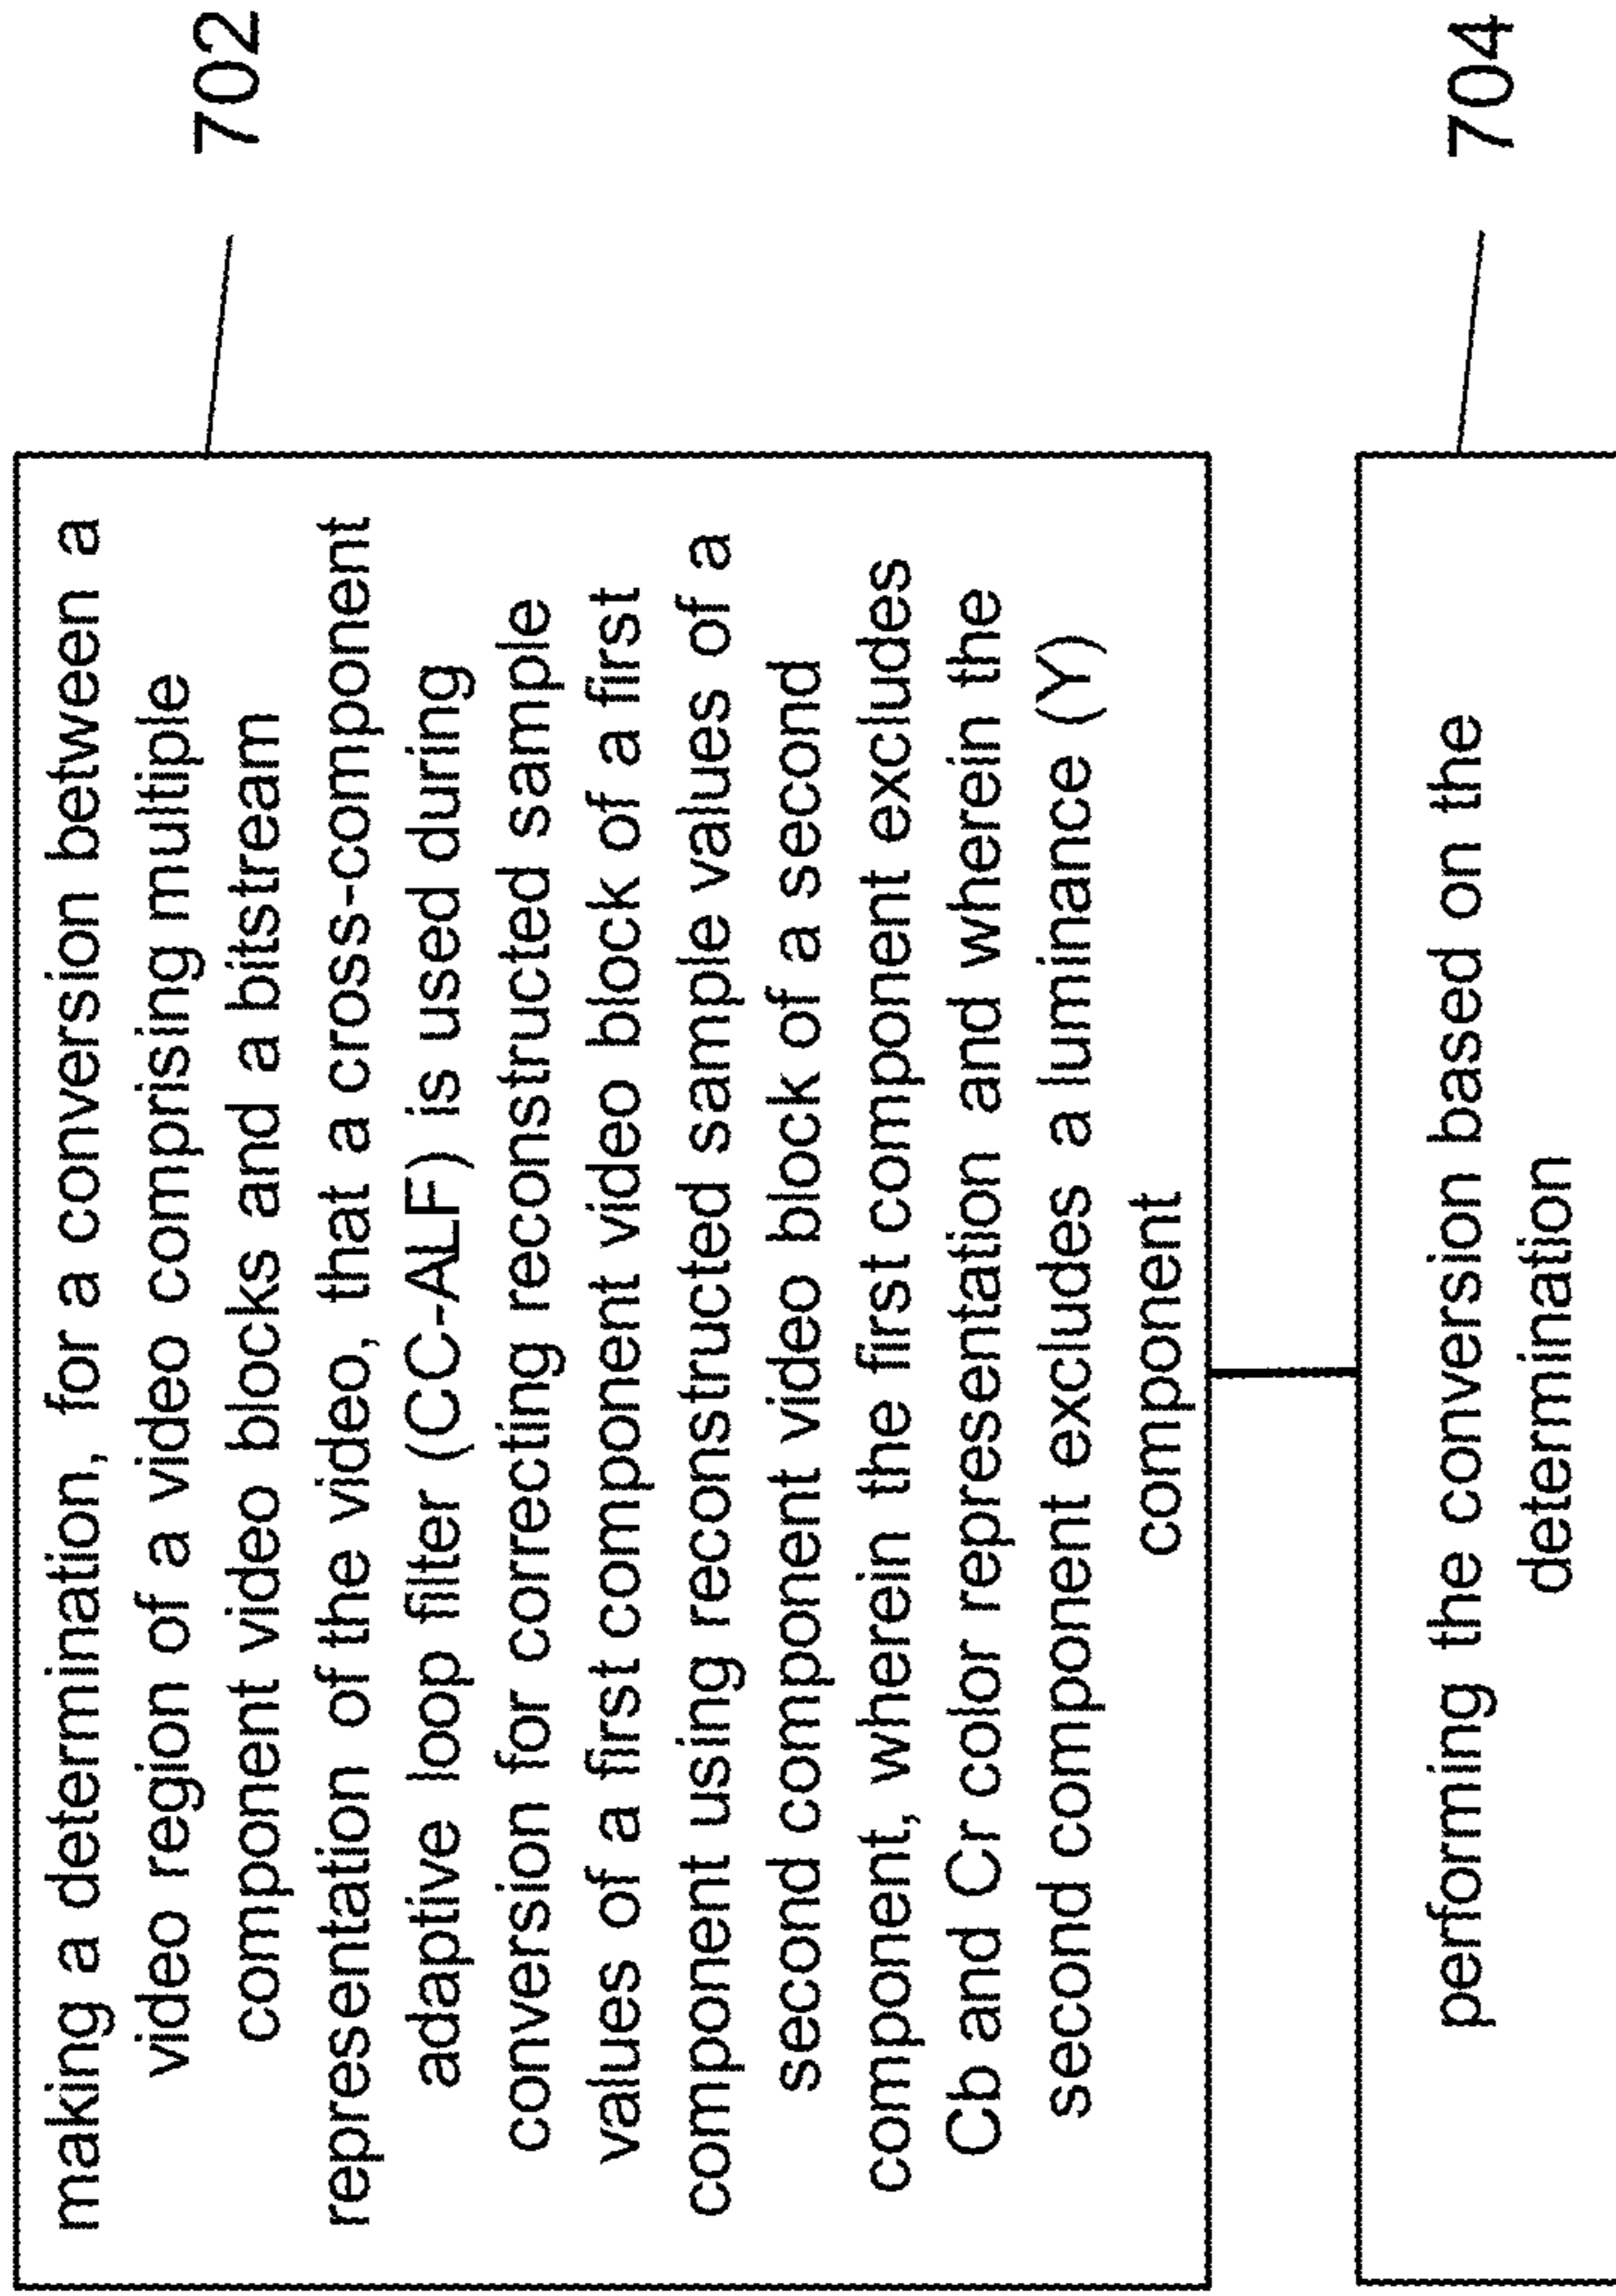 making a determination, for a conversion between a
video region of a video comprising multiple
component video blocks and a bitstream
representation of the video, that a cross-component
adaptive loop filter (CC-ALF) is used during
conversion for correcting reconstructed sample
values of a first component video block of a first
component using reconstructed sample values of a
second component video block of a second
component, wherein the first component excludes
Cb and Cr color representation and wherein the
second component excludes a luminance (Y)
component
702
performing the conversion based on the
determination
704